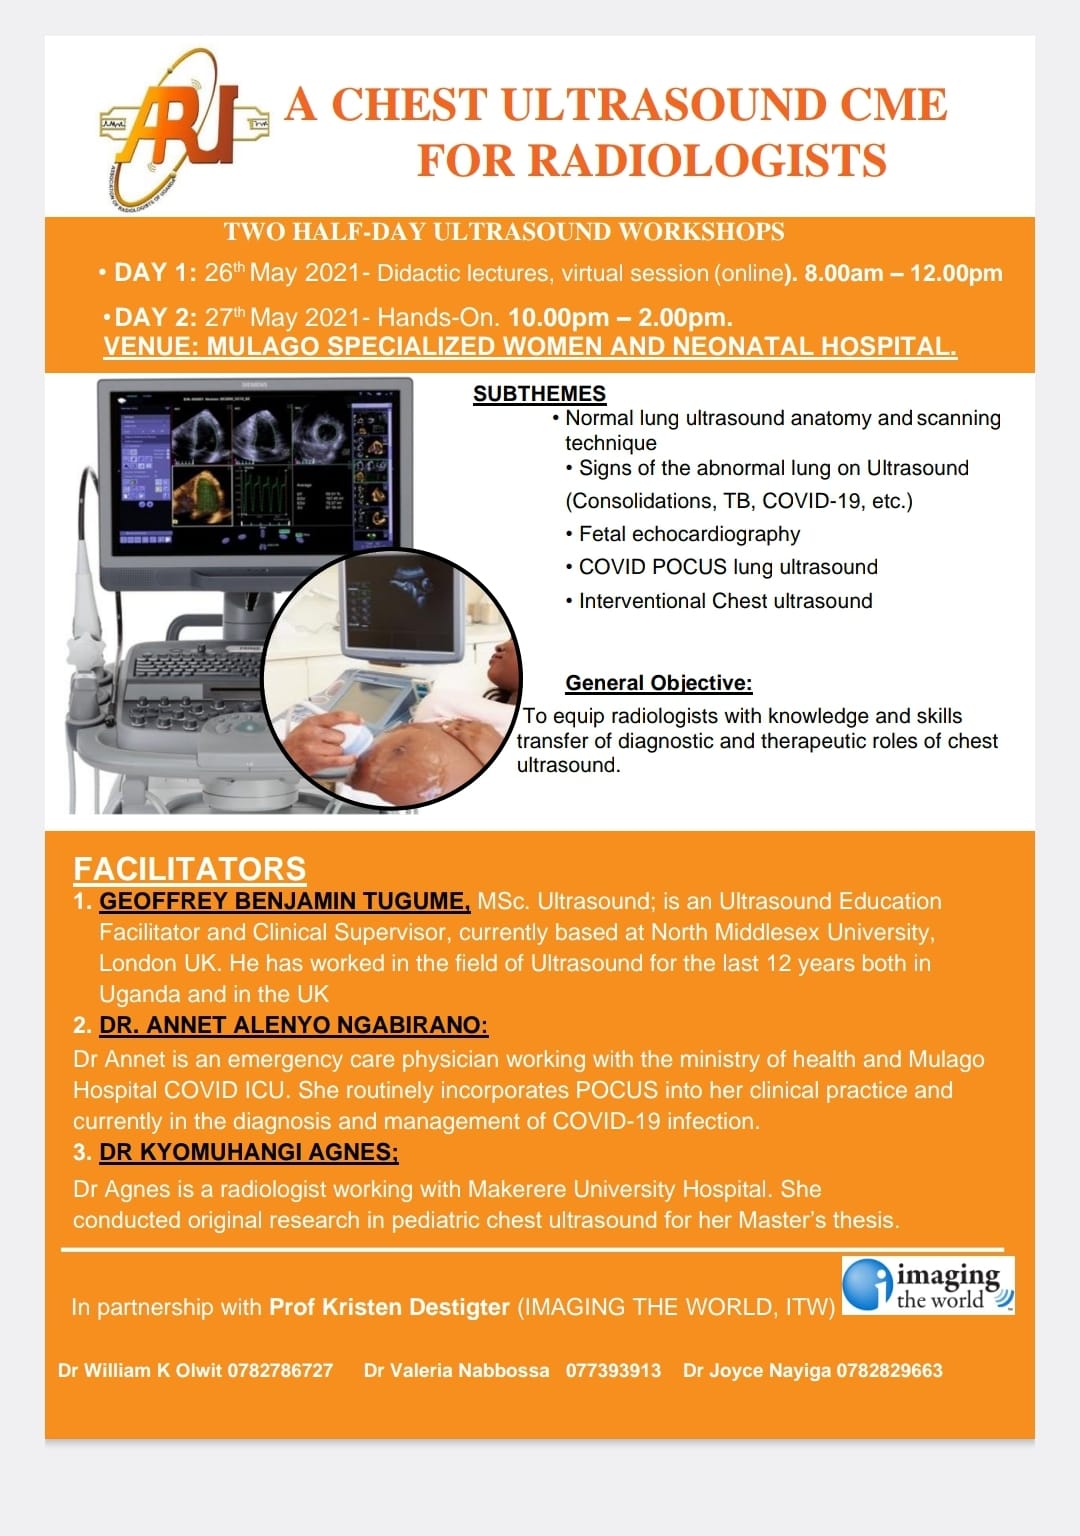 ARU
ASSOCIATION OF RADIOLOGISTS OF UGANDA
A CHEST ULTRASOUND CME
FOR RADIOLOGISTS
TWO HALF-DAY ULTRASOUND WORKSHOPS
• DAY 1: 26th May 2021- Didactic lectures, virtual session (online). 8.00am – 12.00pm
• DAY 2: 27th May 2021- Hands-On. 10.00pm – 2.00pm.
VENUE: MULAGO SPECIALIZED WOMEN AND NEONATAL HOSPITAL.
SIEMENS
SUBTHEMES
• Normal lung ultrasound anatomy and scanning
technique
• Signs of the abnormal lung on Ultrasound
(Consolidations, TB, COVID-19, etc.)
• Fetal echocardiography
• COVID POCUS lung ultrasound
• Interventional Chest ultrasound
General Objective:
To equip radiologists with knowledge and skills
transfer of diagnostic and therapeutic roles of chest
ultrasound.
FACILITATORS
1. GEOFFREY BENJAMIN TUGUME, MSc. Ultrasound; is an Ultrasound Education
Facilitator and Clinical Supervisor, currently based at North Middlesex University,
London UK. He has worked in the field of Ultrasound for the last 12 years both in
Uganda and in the UK
2. DR. ANNET ALENYO NGABIRANO:
Dr Annet is an emergency care physician working with the ministry of health and Mulago
Hospital COVID ICU. She routinely incorporates POCUS into her clinical practice and
currently in the diagnosis and management of COVID-19 infection.
3. DR KYOMUHANGI AGNES;
Dr Agnes is a radiologist working with Makerere University Hospital. She
conducted original research in pediatric chest ultrasound for her Master’s thesis.
In partnership with Prof Kristen Destigter (IMAGING THE WORLD, ITW)
imaging
the world
Dr William K Olwit 0782786727 Dr Valeria Nabbossa 077393913 Dr Joyce Nayiga 0782829663